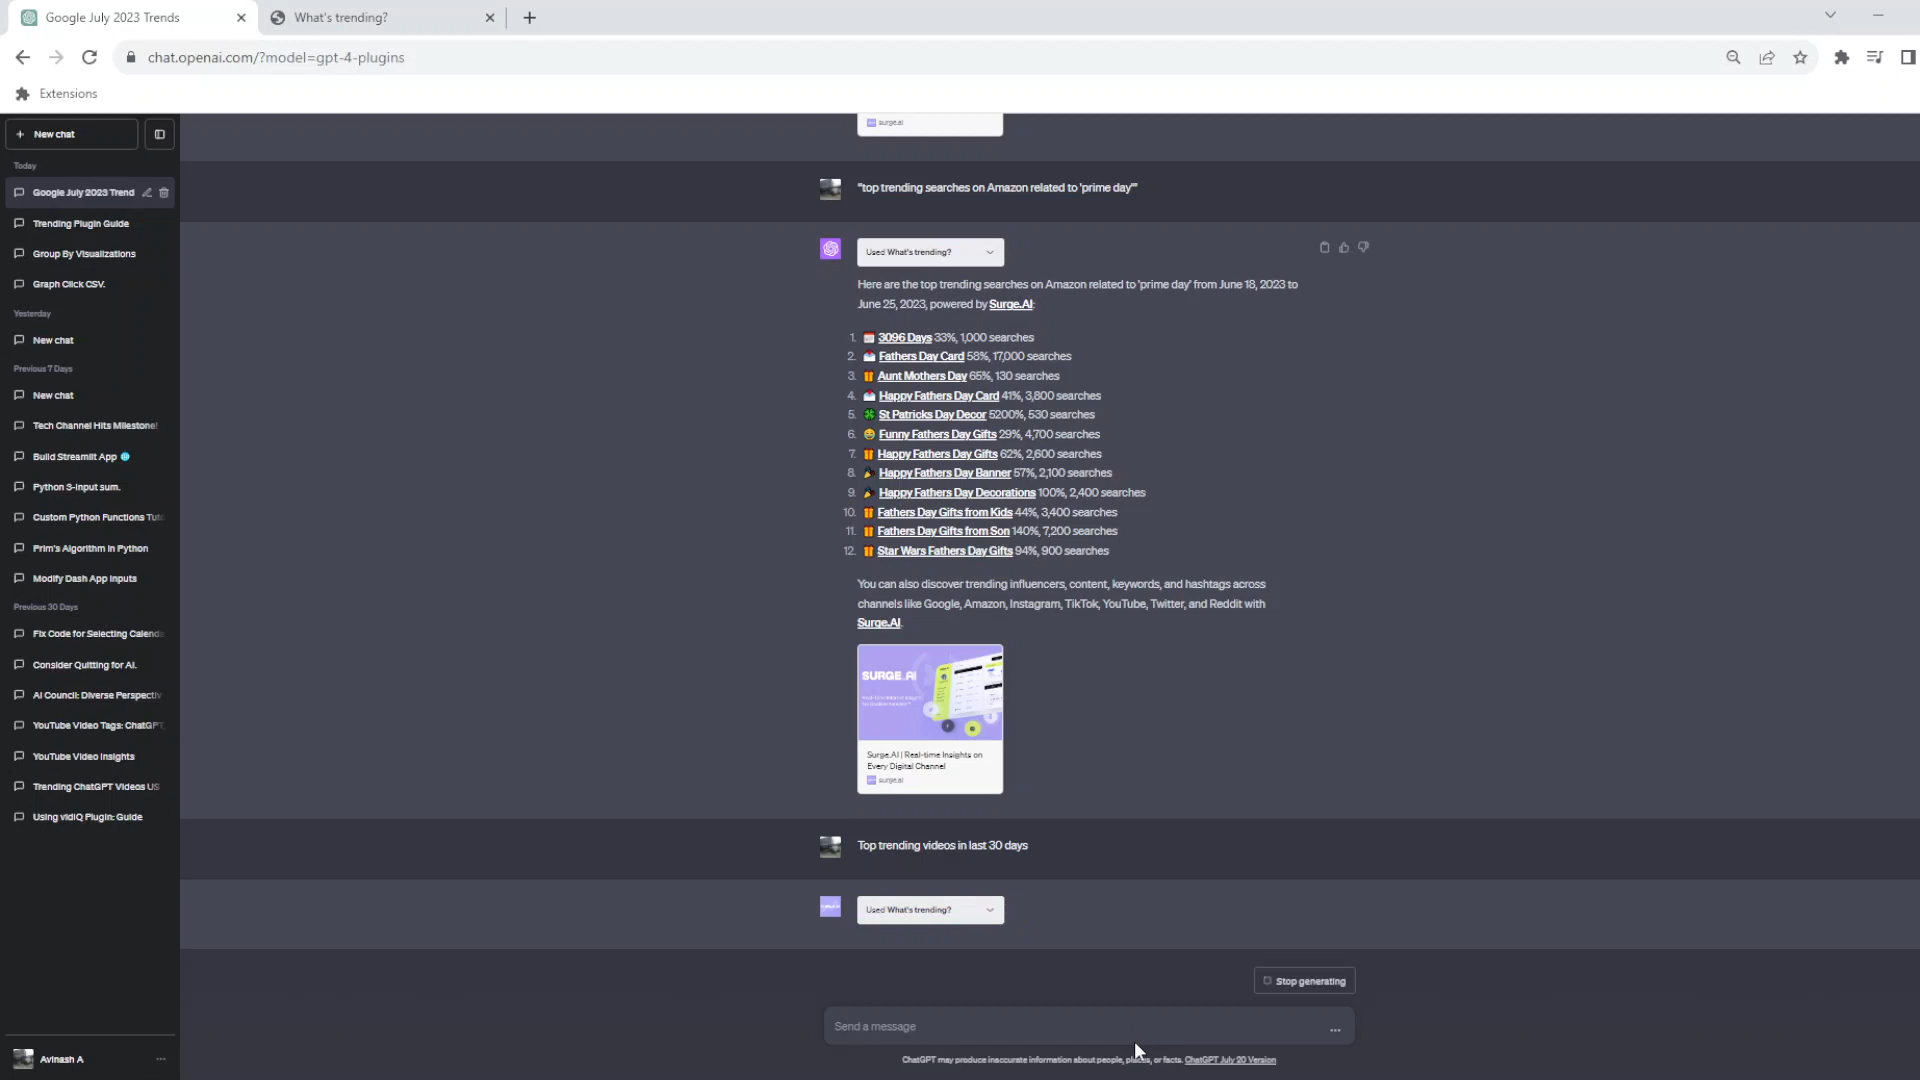 Google July 2023 Trends
What's trending?
chat.openai.com/?model=gpt-4-plugins
Extensions
New chat
Today
Google July 2023 Trend
Trending Plugin Guide
Group By Visualizations
Graph Click CSV.
Yesterday
New chat
Previous 7 Days
New chat
Tech Channel Hits Milestone!
Build Streamlit App
Python 3-input sum.
Custom Python Functions Tuto
Prim's Algorithm in Python
Modify Dash App Inputs
Previous 30 Days
Fix Code for Selecting Calenda
Consider Quitting for AI.
AI Council: Diverse Perspectiv
YouTube Video Tags: ChatGPT,
YouTube Video Insights
Trending ChatGPT Videos US
Using vidIQ Plugin: Guide
Avinash A
surge.ai
"top trending searches on Amazon related to 'prime day'"
Used What's trending?
Here are the top trending searches on Amazon related to 'prime day' from June 18, 2023 to
June 25, 2023, powered by Surge.AI:
1. 3096 Days 33%, 1,000 searches
2. Fathers Day Card 58%, 17,000 searches
3. Aunt Mothers Day 65%, 130 searches
4. Happy Fathers Day Card 41%, 3,800 searches
5. St Patricks Day Decor 5200%, 530 searches
6. Funny Fathers Day Gifts 29%, 4,700 searches
7. Happy Fathers Day Gifts 62%, 2,600 searches
8. Happy Fathers Day Banner 57%, 2,100 searches
9. Happy Fathers Day Decorations 100%, 2,400 searches
10. Fathers Day Gifts from Kids 44%, 3,400 searches
11. Fathers Day Gifts from Son 140%, 7,200 searches
12. Star Wars Fathers Day Gifts 94%, 900 searches
You can also discover trending influencers, content, keywords, and hashtags across
channels like Google, Amazon, Instagram, TikTok, YouTube, Twitter, and Reddit with
Surge.AI.
SURGE.AI
Surge.AI | Real-time Insights on
Every Digital Channel
surge.ai
Top trending videos in last 30 days
Used What's trending?
Stop generating
Send a message
ChatGPT may produce inaccurate information about people, places, or facts. ChatGPT July 20 Version